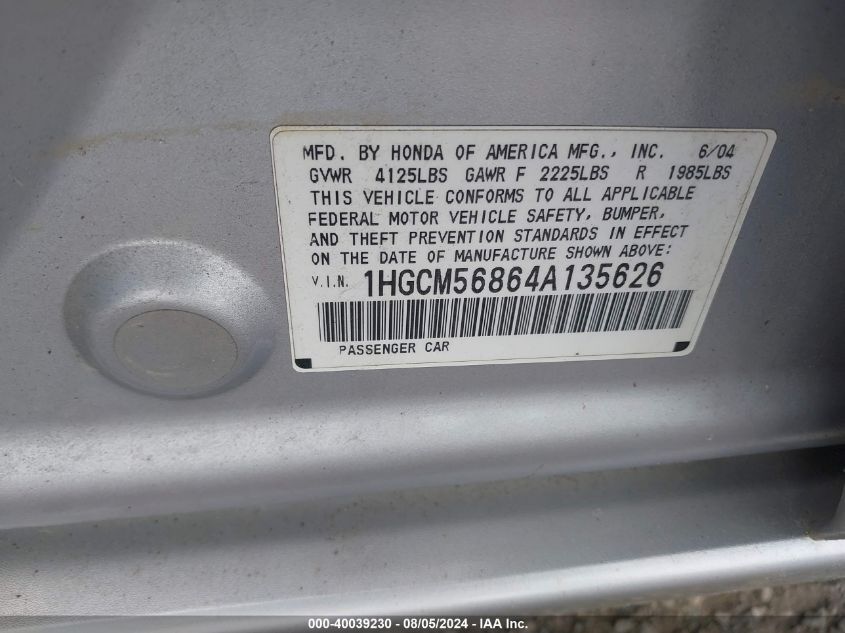 MFD. BY HONDA OF AMERICA MFG., INC. 6/04
GVWR 4125LBS GAWR F 2225LBS R 1985LBS
THIS VEHICLE CONFORMS TO ALL APPLICABLE
FEDERAL MOTOR VEHICLE SAFETY, BUMPER,
AND THEFT PREVENTION STANDARDS IN EFFECT
ON THE DATE OF MANUFACTURE SHOWN ABOVE:
V.I.N. 1HGCM56864A135626
PASSENGER CAR
000-40039230 - 08/05/2024 - IAA Inc.